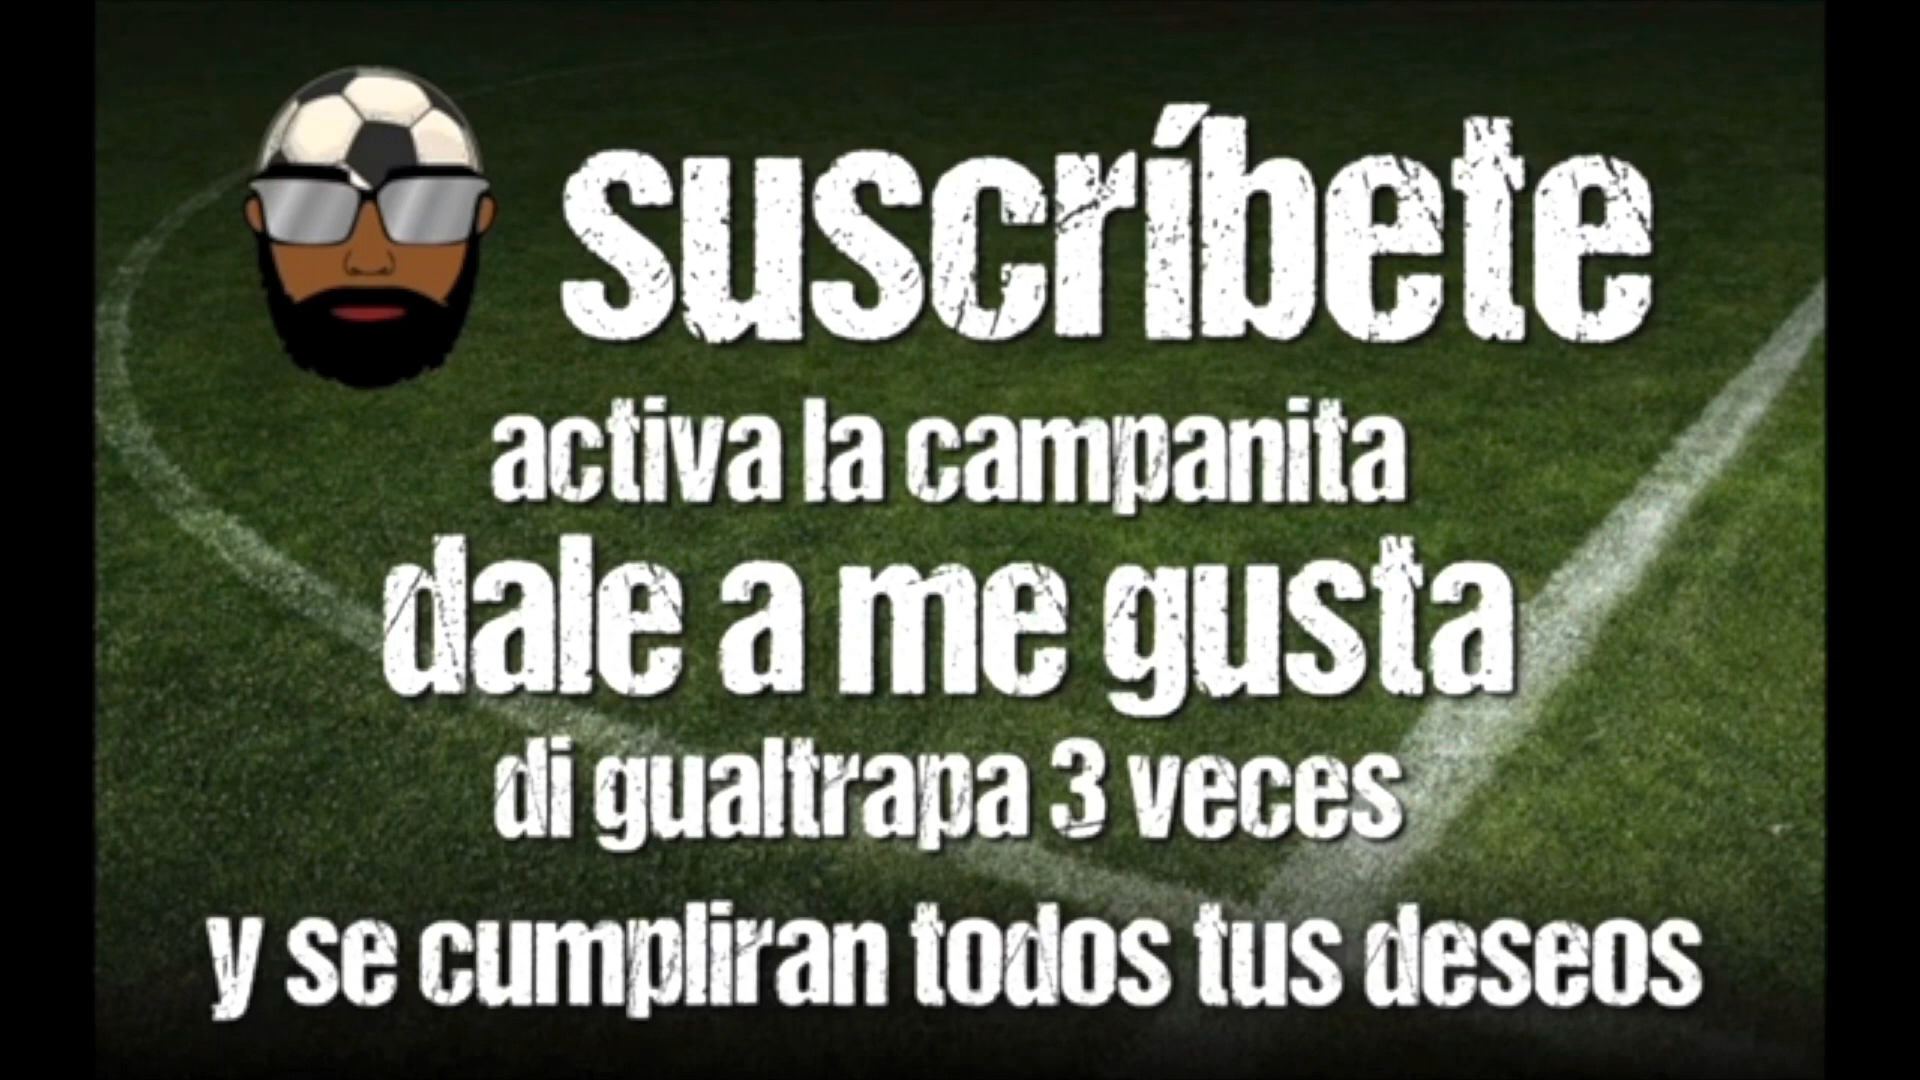 suscríbete
activa la campanita
dale a me gusta
di gualtrapa 3 veces
y se cumpliran todos tus deseos